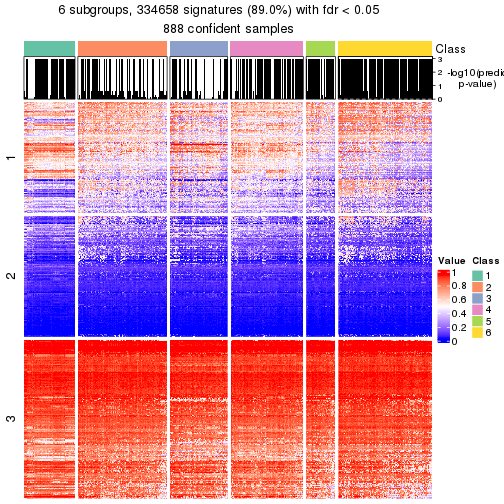 6 subgroups, 334658 signatures (89.0%) with fdr < 0.05
888 confident samples
Class
3
2
1
0
-log10(predic
p-value)
1
2
3
Value
1
0.8
0.6
0.4
0.2
0
Class
1
2
3
4
5
6